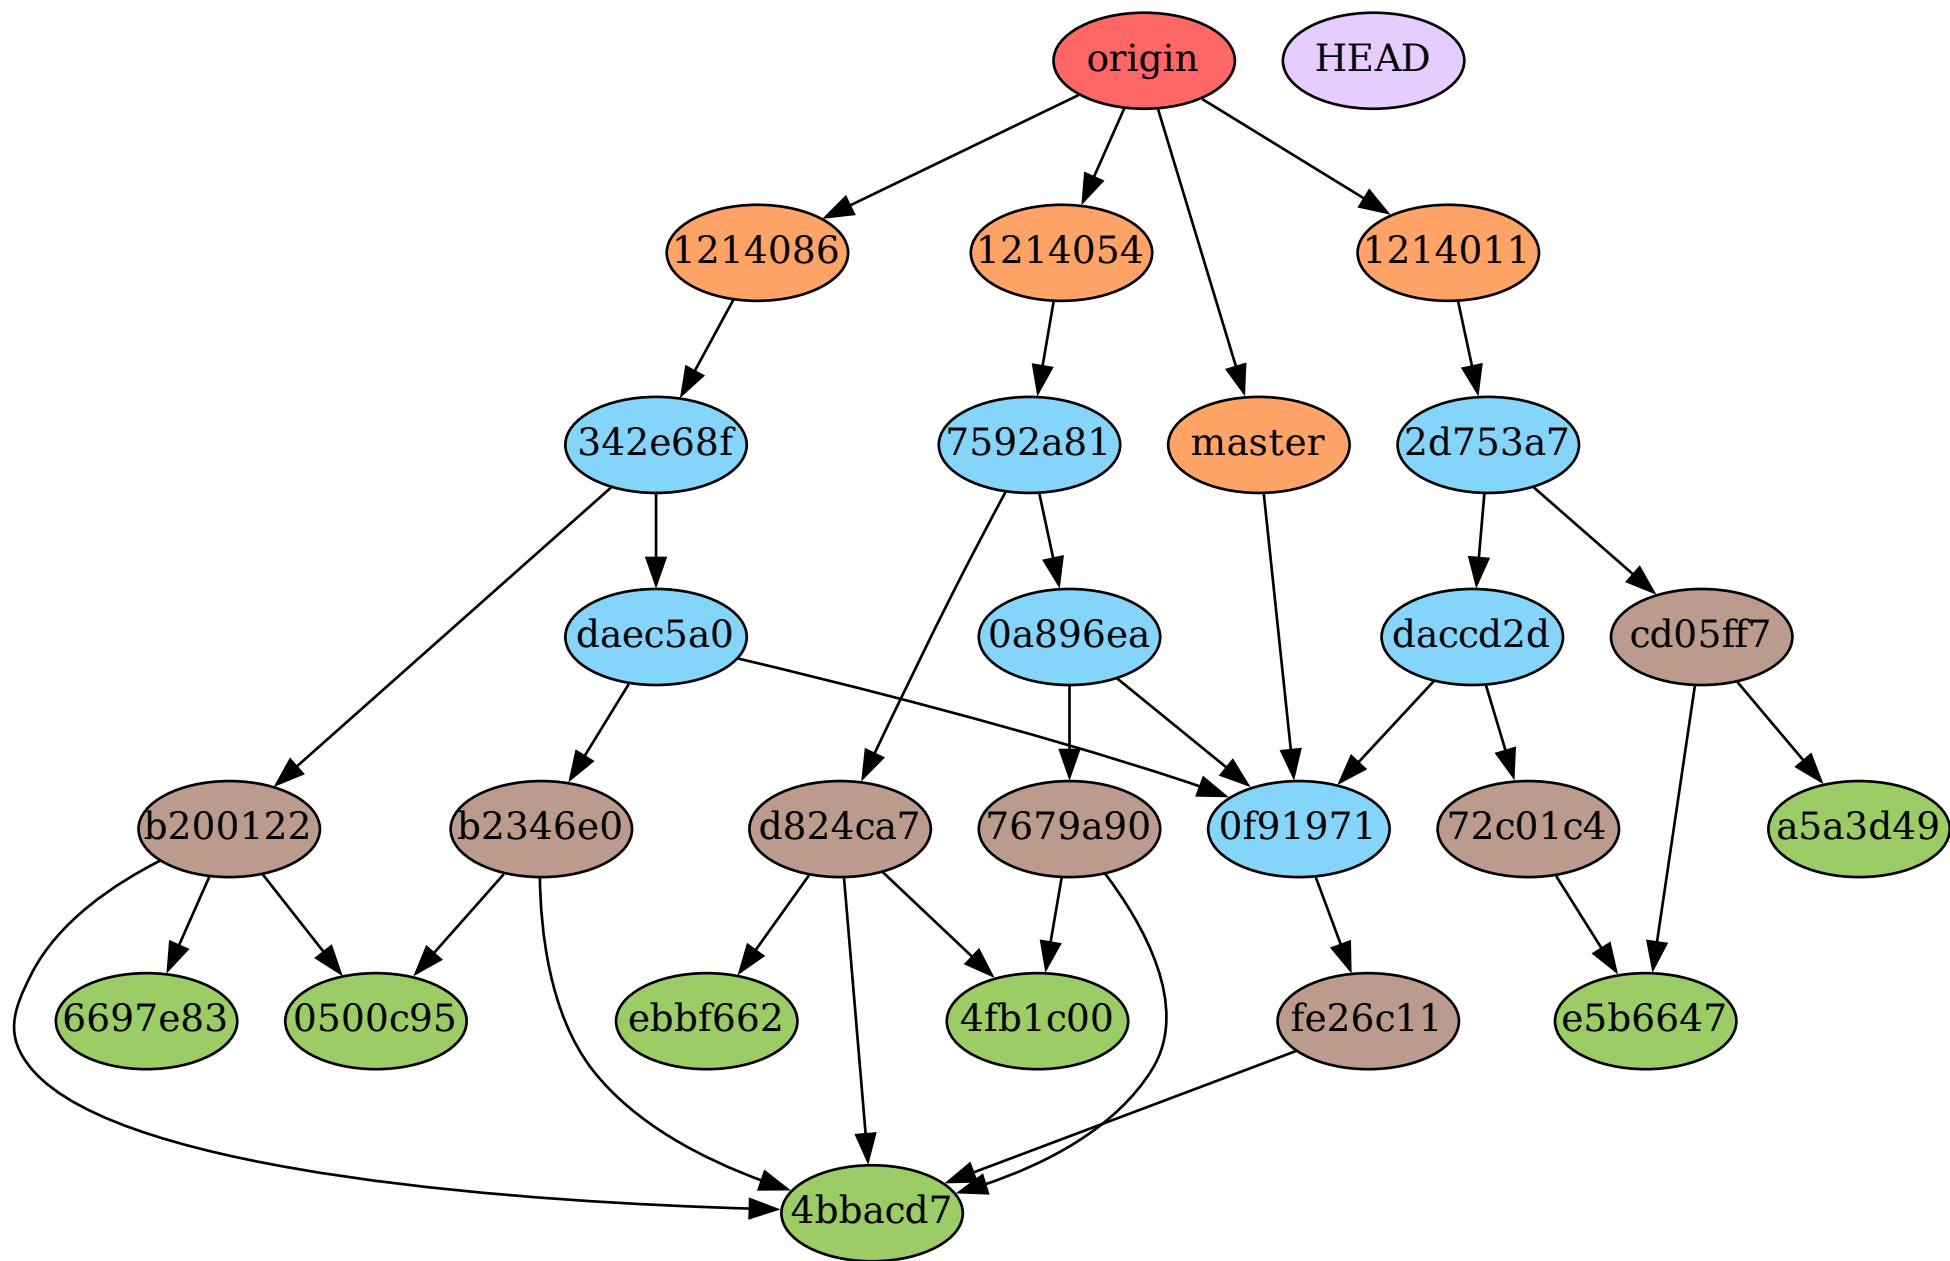 origin
HEAD
1214086
1214054
1214011
342e68f
7592a81
master
2d753a7
daec5a0
0a896ea
daccd2d
cd05ff7
b200122
b2346e0
d824ca7
7679a90
0f91971
72c01c4
a5a3d49
6697e83
0500c95
ebbf662
4fb1c00
fe26c11
e5b6647
4bbacd7